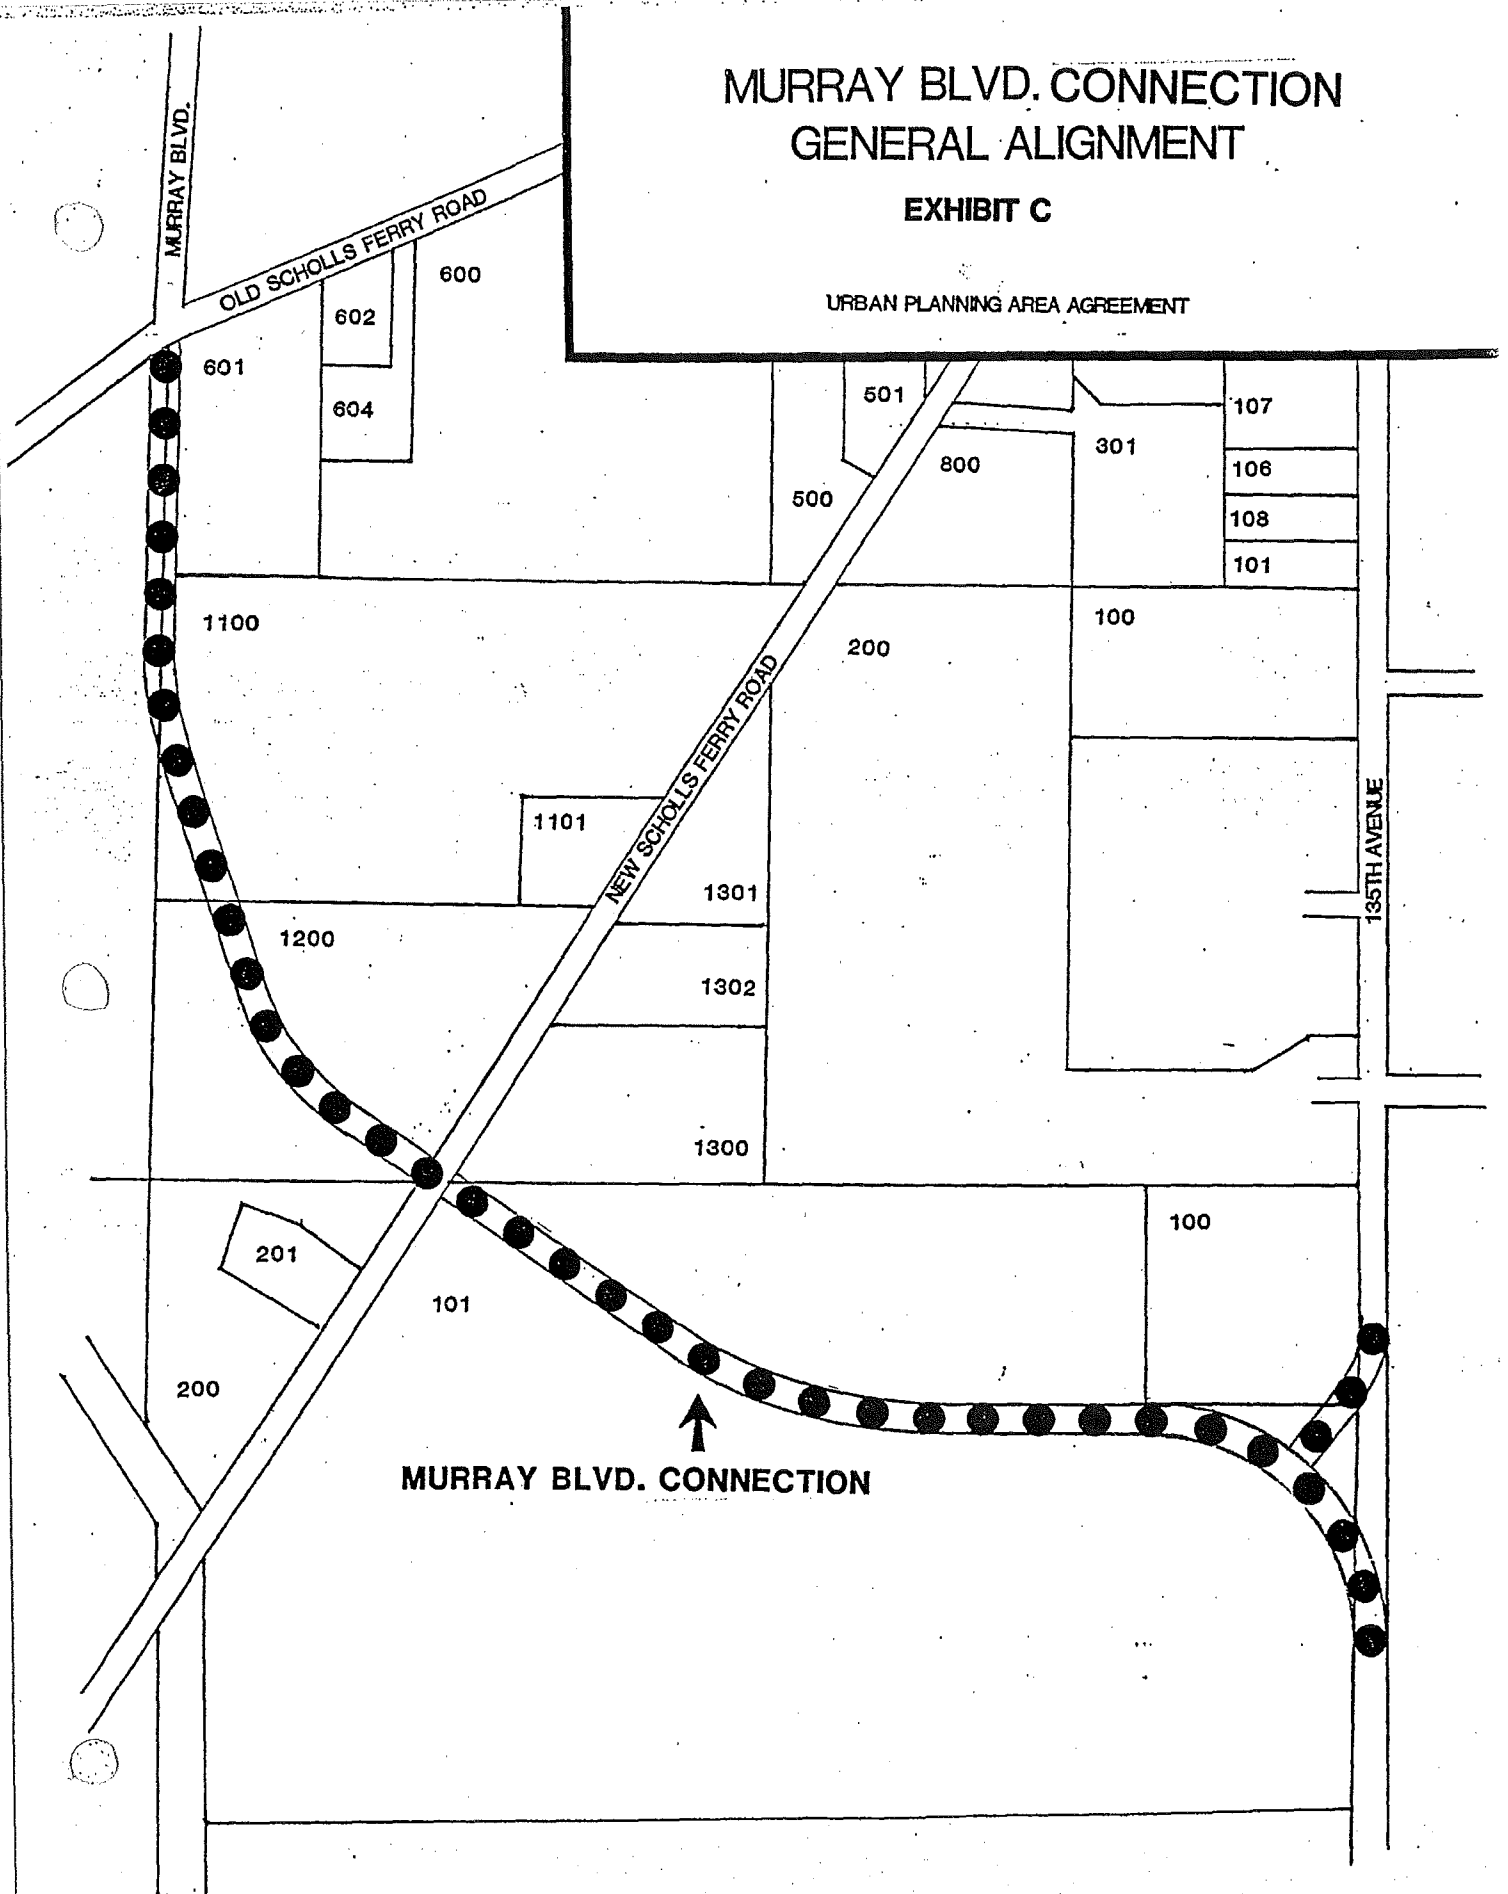 MURRAY BLVD. CONNECTION
GENERAL ALIGNMENT
EXHIBIT C
URBAN PLANNING AREA AGREEMENT
MURRAY BLVD.
OLD SCHOLLS FERRY ROAD
600
602
601
604
501
107
301
106
800
500
108
101
1100
100
200
NEW SCHOLLS FERRY ROAD
1101
135TH AVENUE
1301
1200
1302
1300
100
201
101
200
MURRAY BLVD. CONNECTION